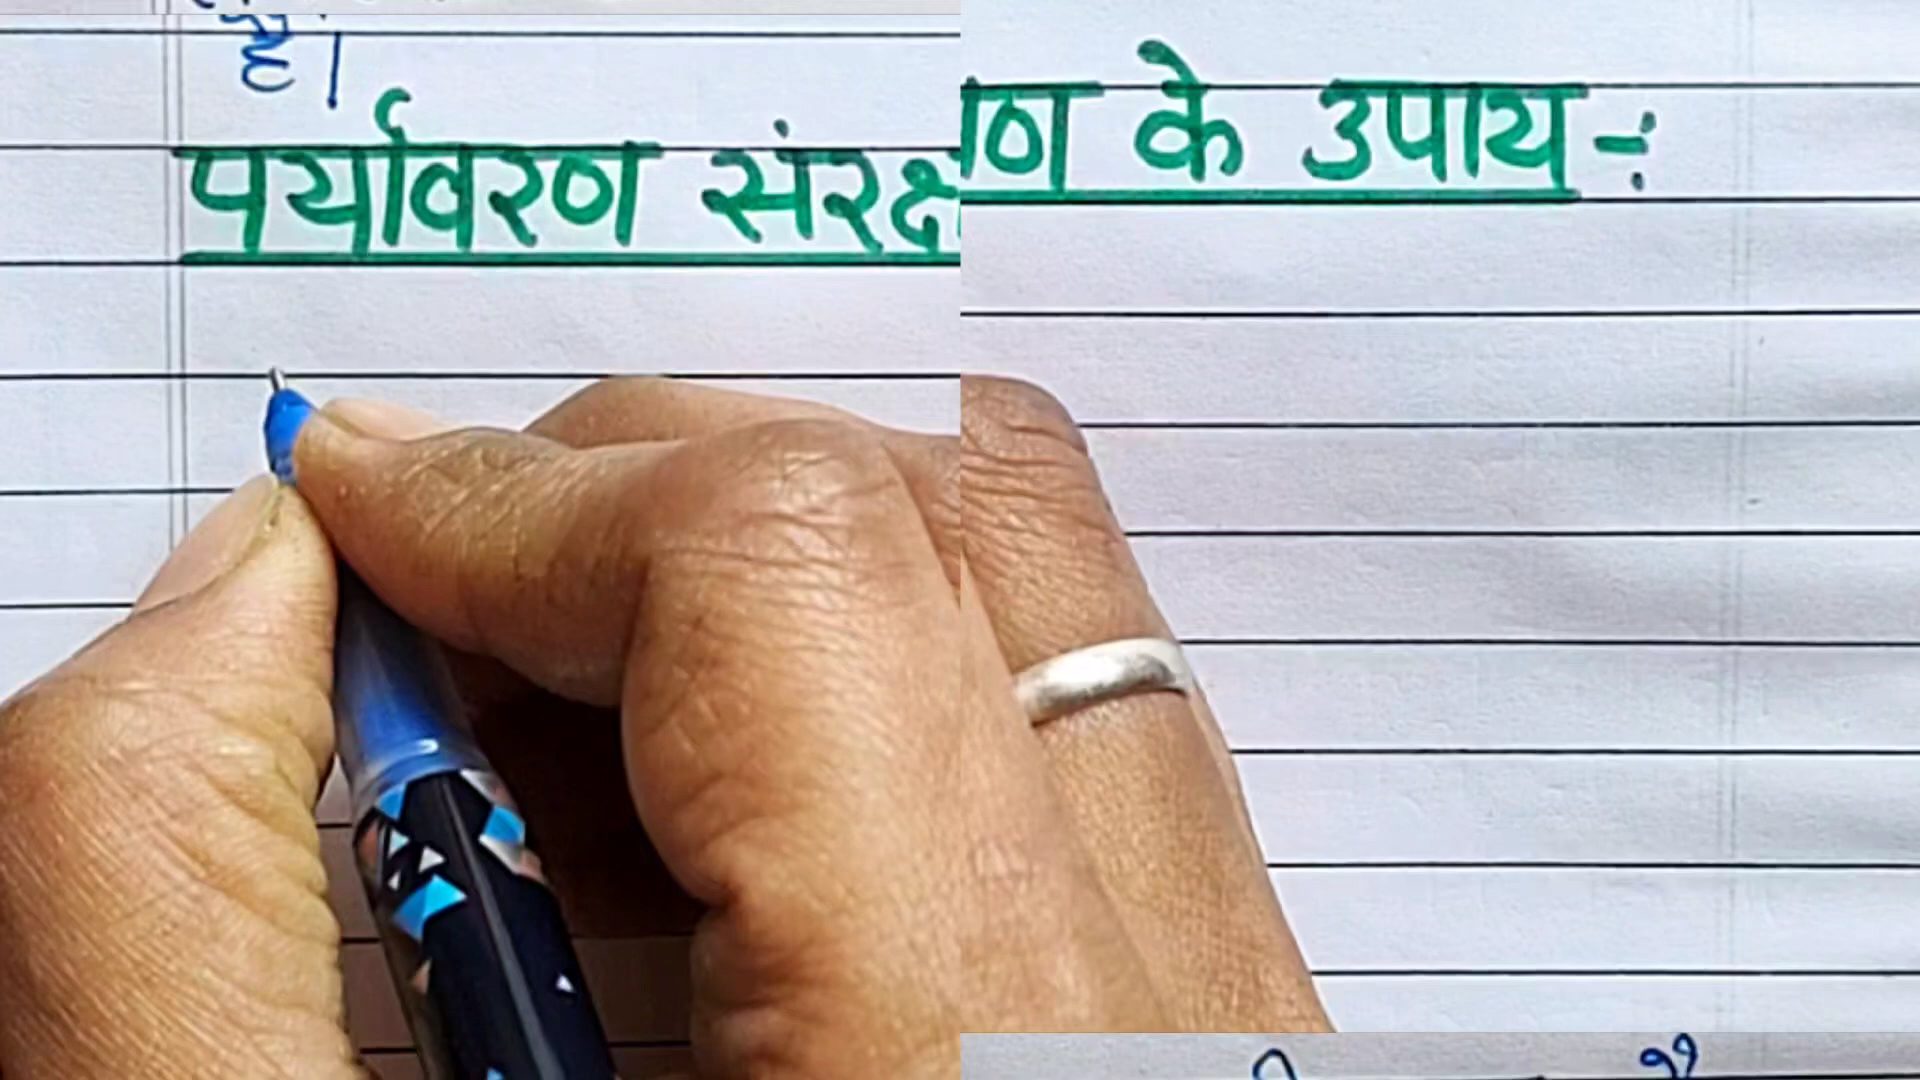 है।
पर्यावरण संरक्षण के उपाय -: